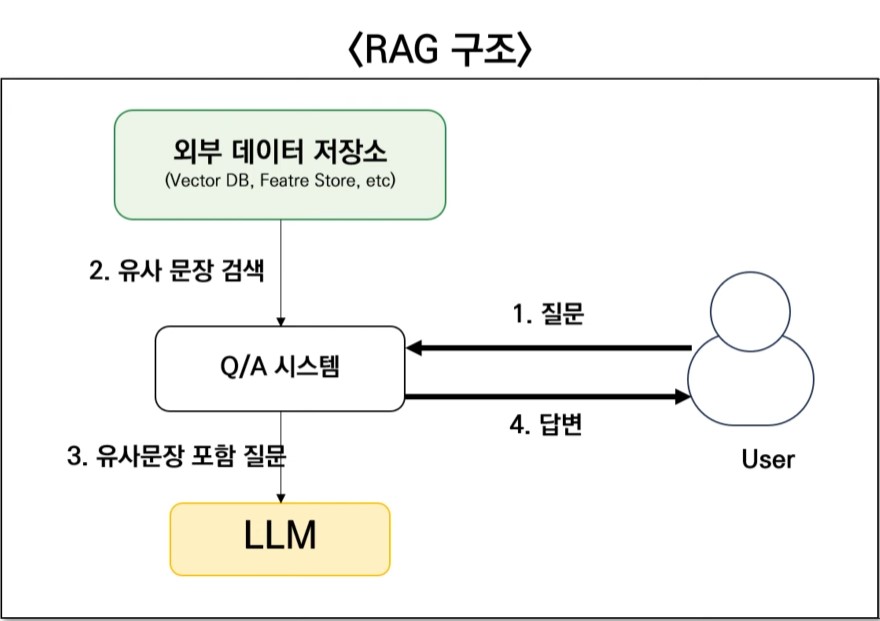 〈RAG 구조〉
외부 데이터 저장소
(Vector DB, Featre Store, etc)
2. 유사 문장 검색
1. 질문
Q/A 시스템
4. 답변
3. 유사문장 포함 질문
User
LLM